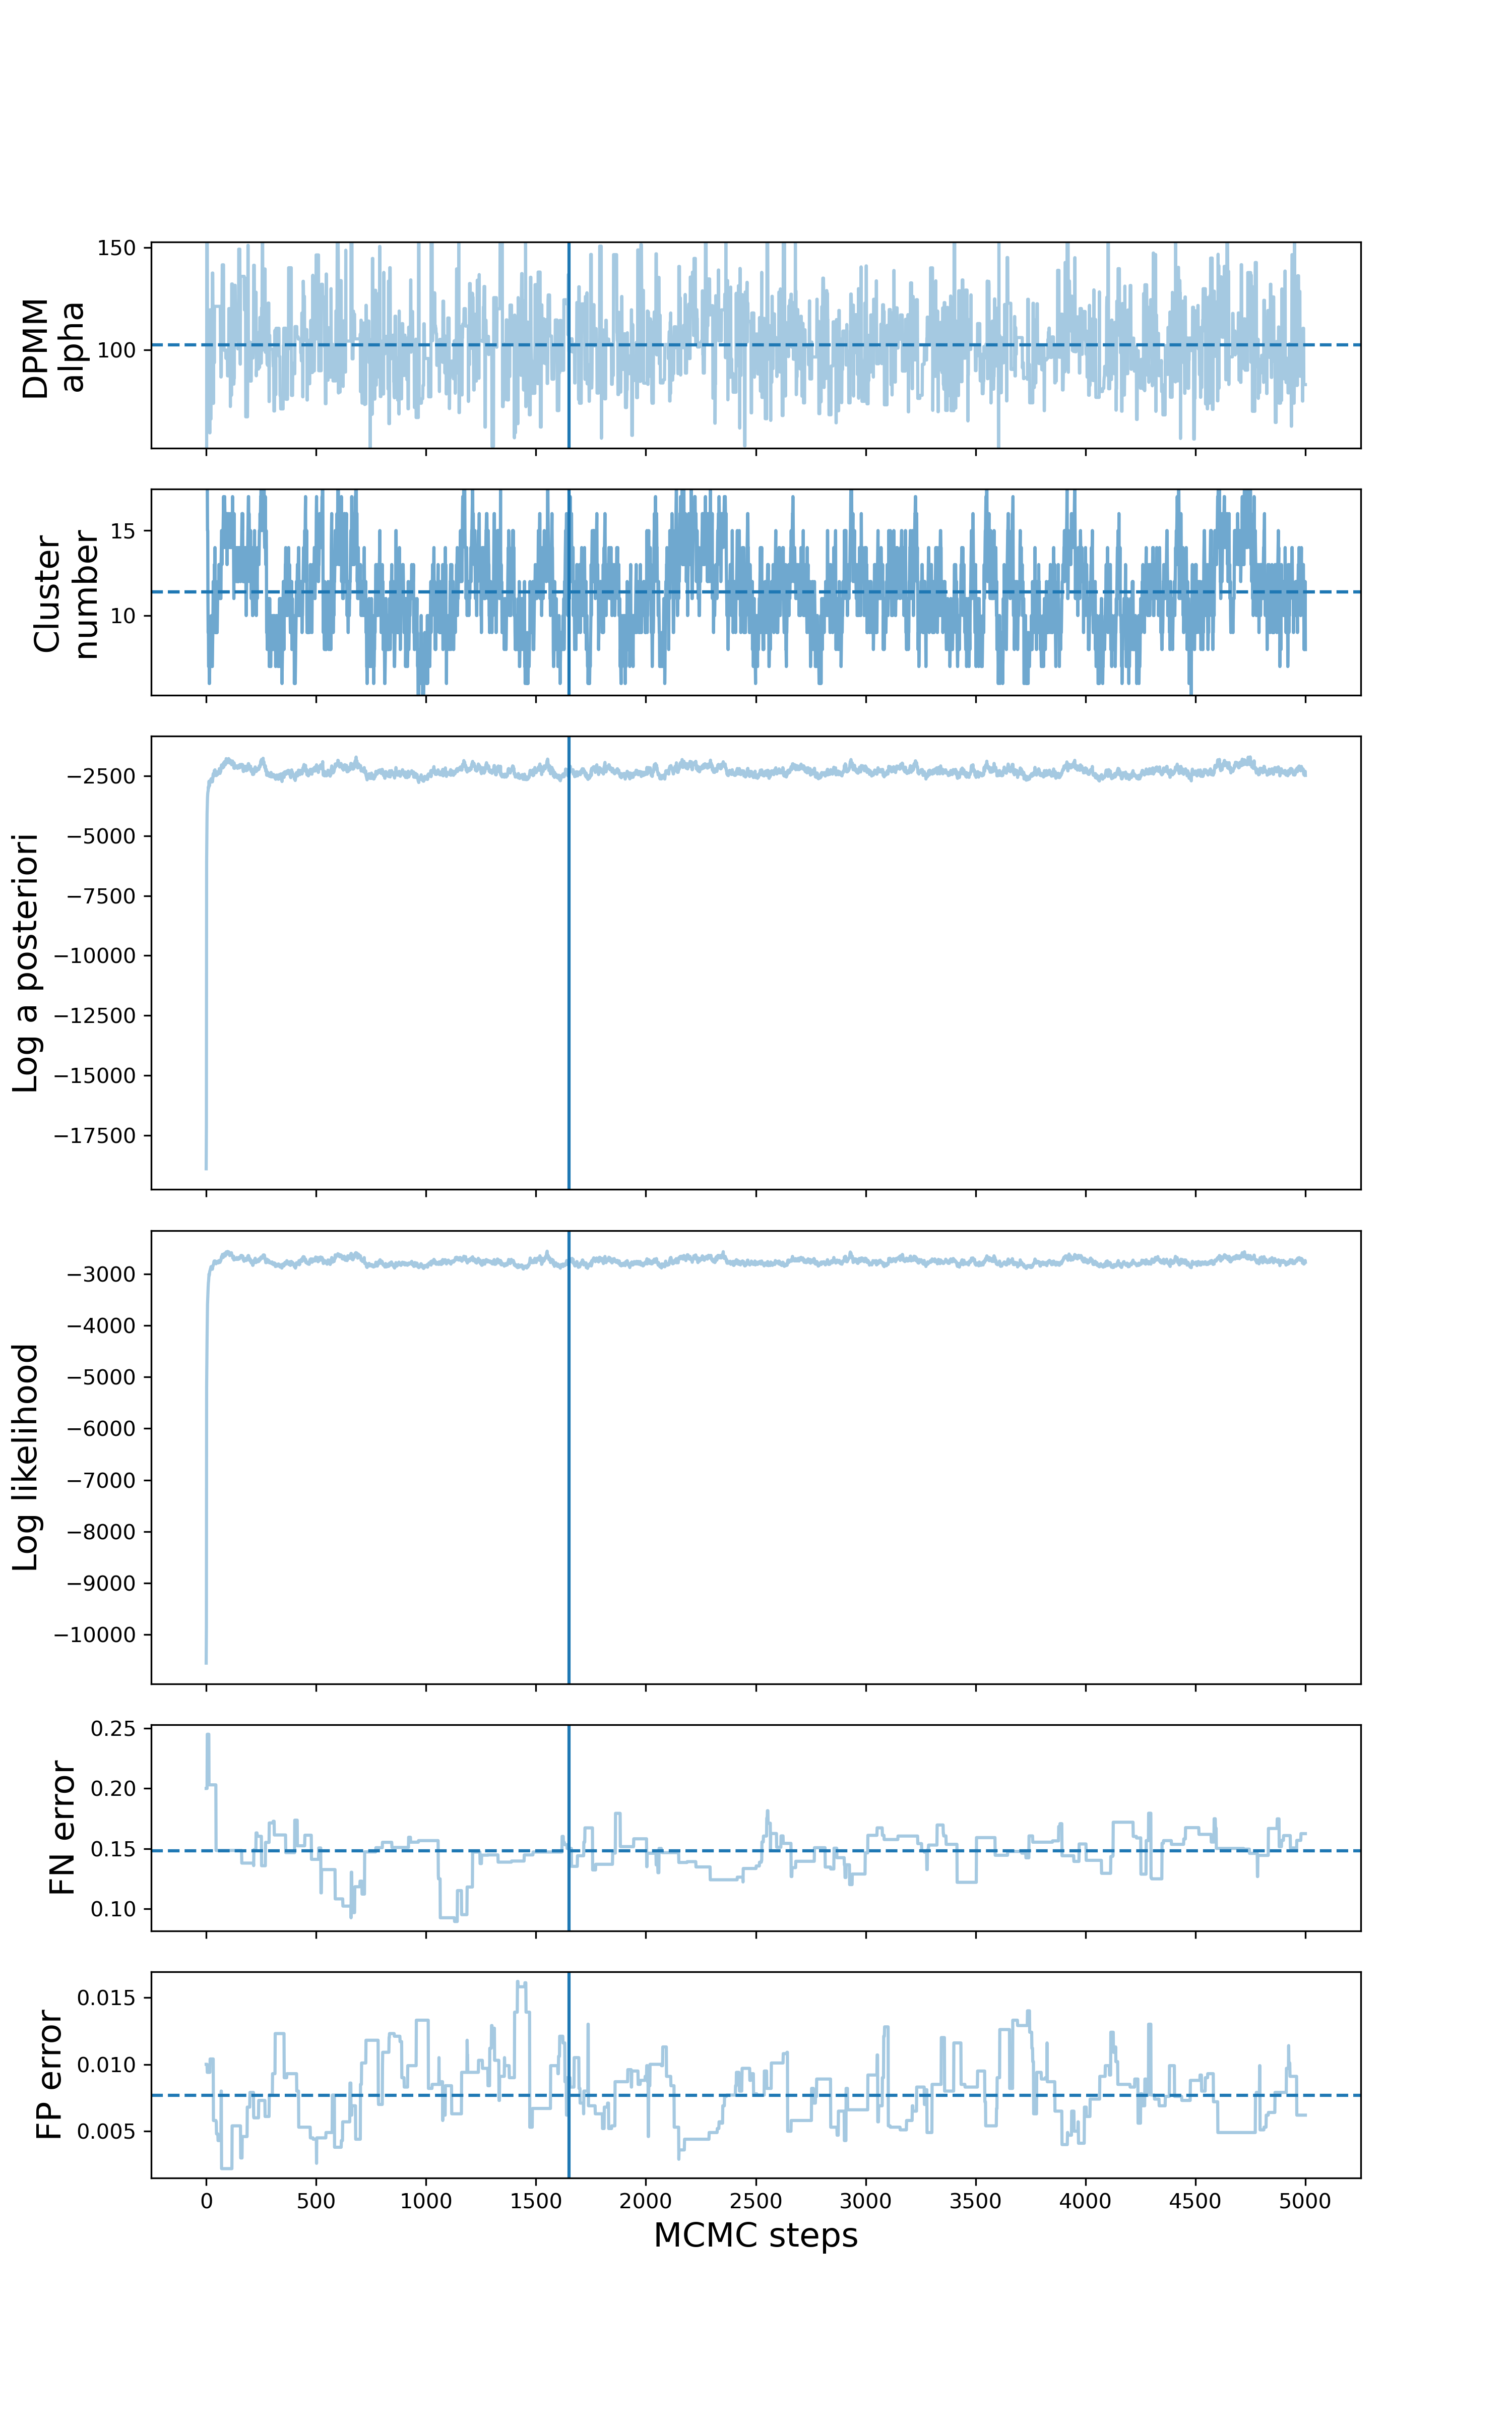 DPMM
alpha
150
100
Cluster
number
15
10
Log a posteriori
−2500
−5000
−7500
−10000
−12500
−15000
−17500
Log likelihood
−3000
−4000
−5000
−6000
−7000
−8000
−9000
−10000
FN error
0.25
0.20
0.15
0.10
FP error
0.015
0.010
0.005
0 500 1000 1500 2000 2500 3000 3500 4000 4500 5000
MCMC steps